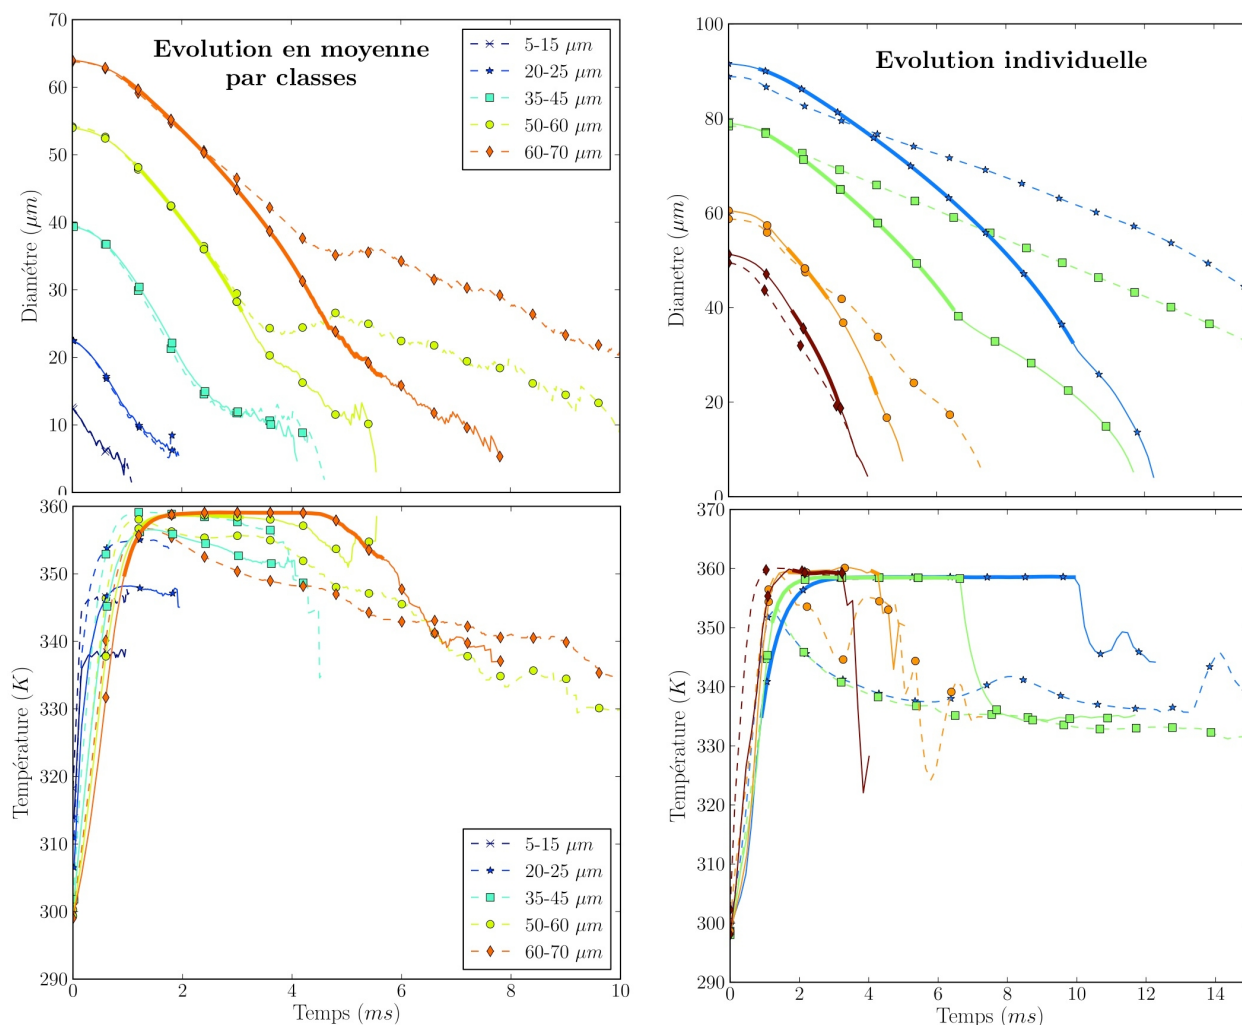 Evolution en moyenne
par classes
5-15 μm
20-25 μm
35-45 μm
50-60 μm
60-70 μm
Diamétre (μm)
70
60
50
40
30
20
10
0
Evolution individuelle
Diametre (μm)
100
80
60
40
20
0
Température (K)
360
350
340
330
320
310
300
290
5-15 μm
20-25 μm
35-45 μm
50-60 μm
60-70 μm
0 2 4 6 8 10
Temps (ms)
Température (K)
370
360
350
340
330
320
310
300
290
0 2 4 6 8 10 12 14
Temps (ms)